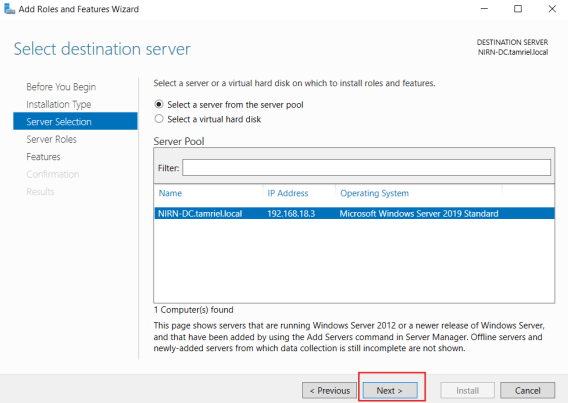 Add Roles and Features Wizard
Select destination server
DESTINATION SERVER
NIRN-DC.tamriel.local
Before You Begin
Installation Type
Server Selection
Server Roles
Features
Confirmation
Results
Select a server or a virtual hard disk on which to install roles and features.
Select a server from the server pool
Select a virtual hard disk
Server Pool
Filter:
Name IP Address Operating System
NIRN-DC.tamriel.local 192.168.18.3 Microsoft Windows Server 2019 Standard
1 Computer(s) found
This page shows servers that are running Windows Server 2012 or a newer release of Windows Server,
and that have been added by using the Add Servers command in Server Manager. Offline servers and
newly-added servers from which data collection is still incomplete are not shown.
< Previous Next > Install Cancel